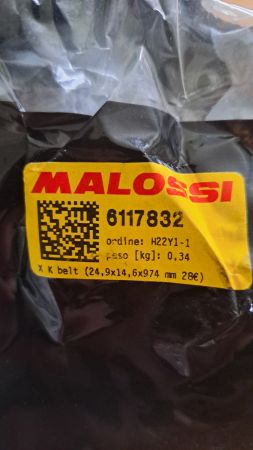 MALOSSI
6117832
ordine: H22Y1-1
peso [kg]: 0,34
X K belt (24,9x14,6x974 mm 28€)